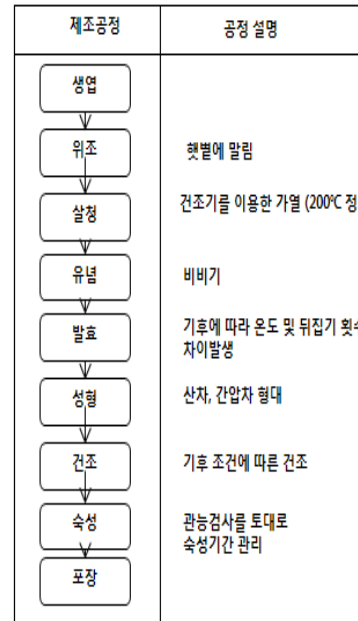 제조공정 공정 설명
생엽
위조 햇볕에 말림
살청 건조기를 이용한 가열 (200℃ 정
유념 비비기
발효 기후에 따라 온도 및 뒤집기 횟수
차이발생
성형 산차, 간압차 형태
건조 기후 조건에 따른 건조
숙성 관능검사를 토대로
숙성기간 관리
포장